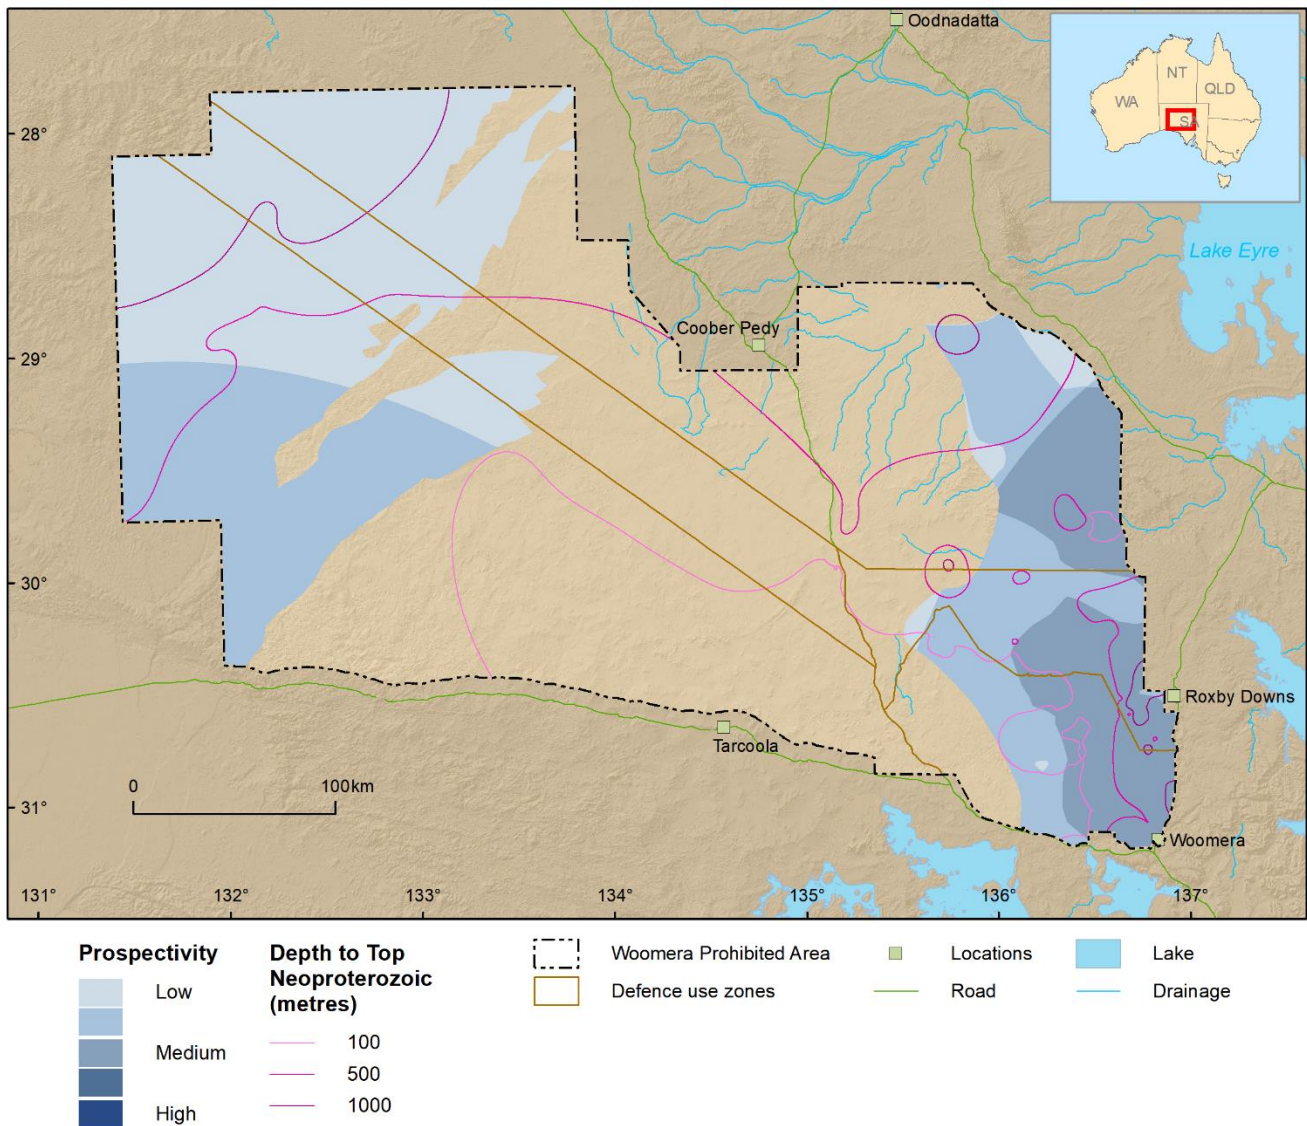 Oodnadatta
NT
WA
QLD
SA
28°
Lake Eyre
Coober Pedy
29°
30°
Roxby Downs
Tarcoola
0
100km
31°
Woomera
131°
132°
133°
134°
135°
136°
137°
Prospectivity
Low
Medium
High
Depth to Top
Neoproterozoic
(metres)
100
500
1000
Woomera Prohibited Area
Defence use zones
Locations
Road
Lake
Drainage